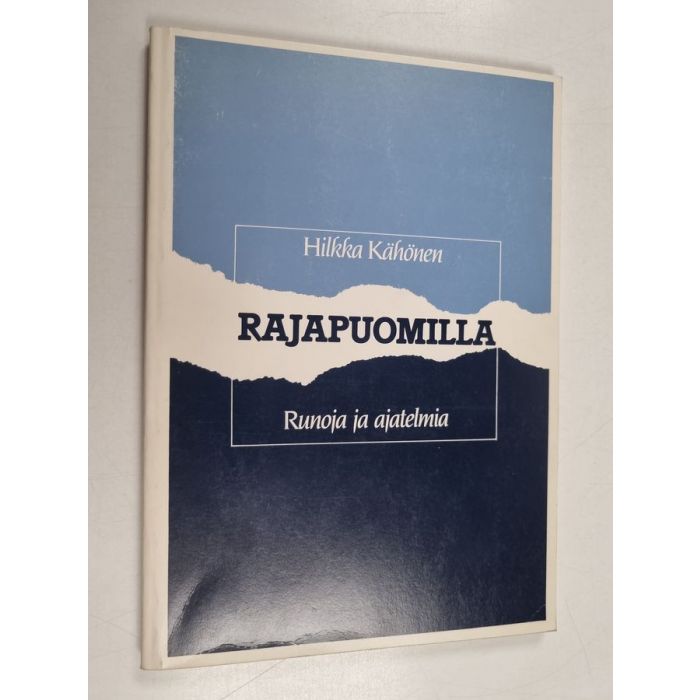 Hilkka Kähönen
RAJAPUOMILLA
Runoja ja ajatelmia